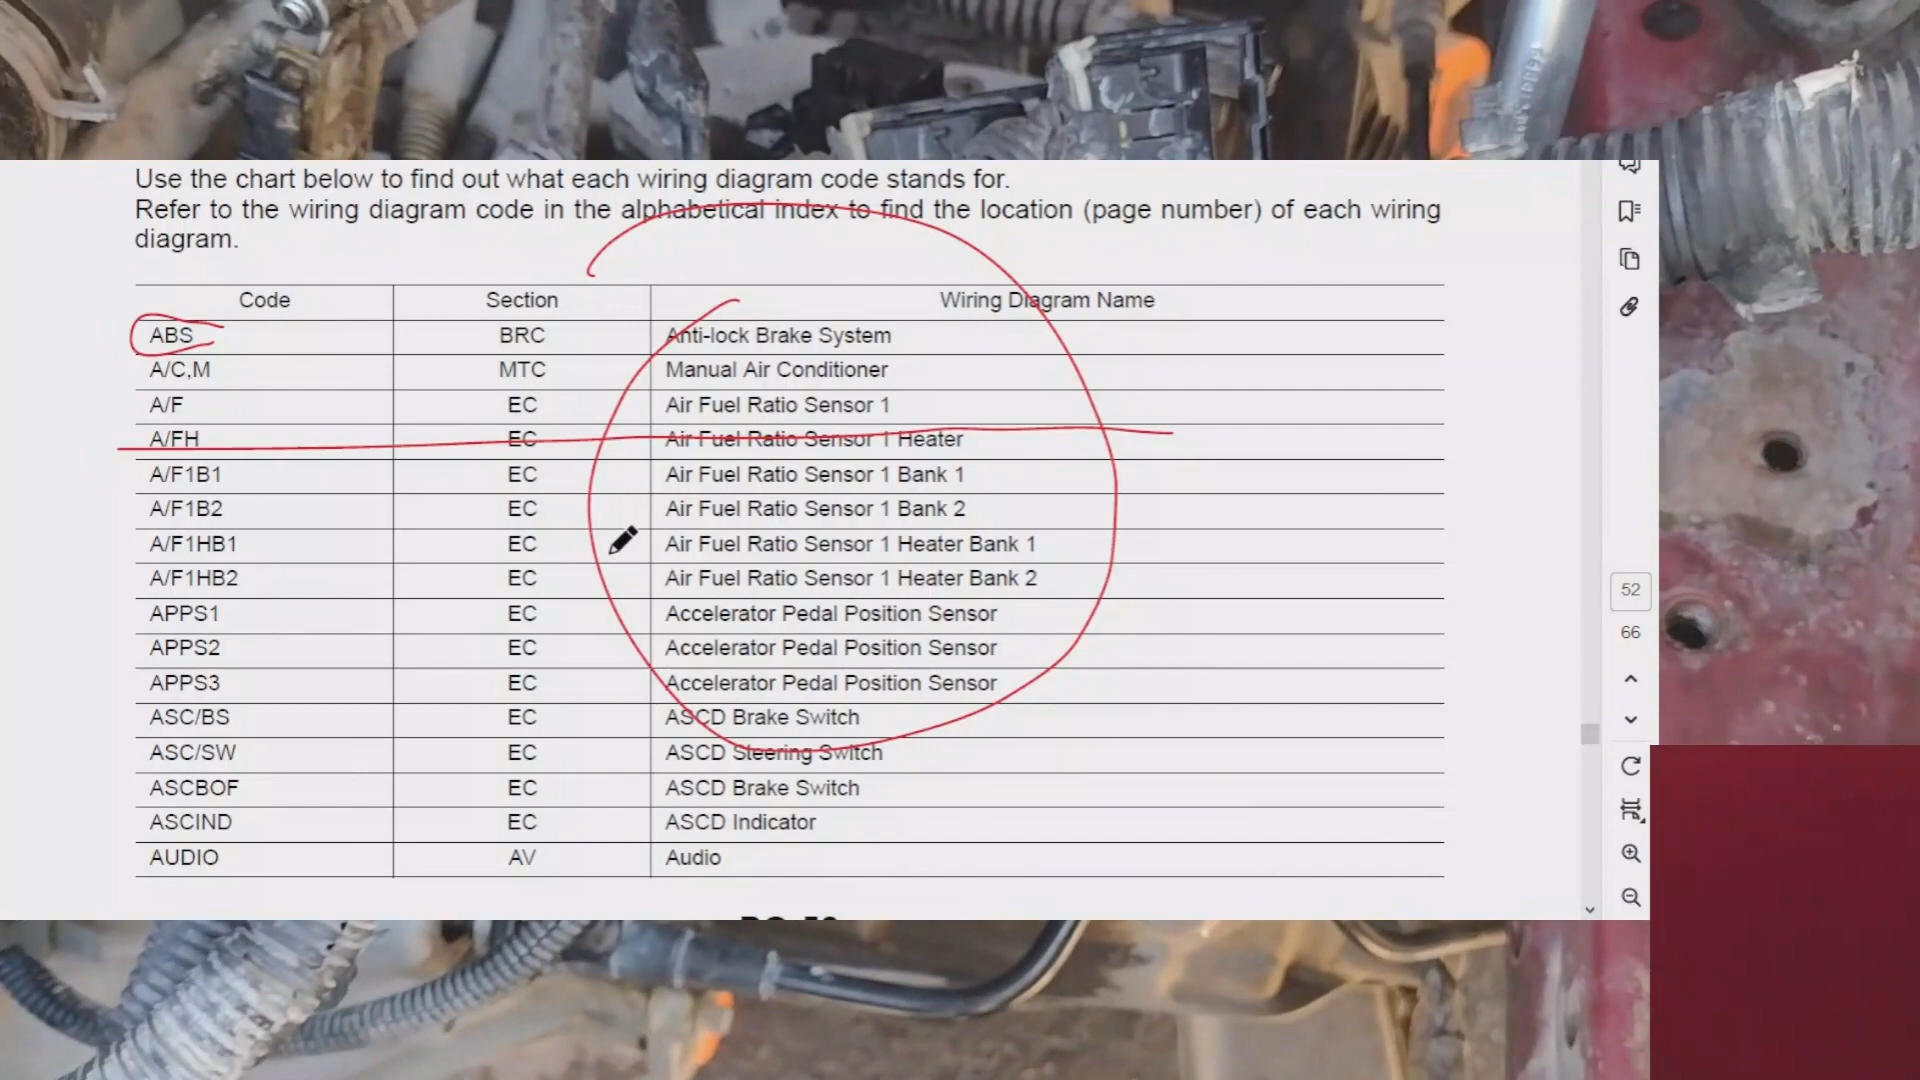 Use the chart below to find out what each wiring diagram code stands for.
Refer to the wiring diagram code in the alphabetical index to find the location (page number) of each wiring
diagram.
Code Section Wiring Diagram Name
ABS BRC Anti-lock Brake System
A/C,M MTC Manual Air Conditioner
A/F EC Air Fuel Ratio Sensor 1
A/FH EC Air Fuel Ratio Sensor 1 Heater
A/F1B1 EC Air Fuel Ratio Sensor 1 Bank 1
A/F1B2 EC Air Fuel Ratio Sensor 1 Bank 2
A/F1HB1 EC Air Fuel Ratio Sensor 1 Heater Bank 1
A/F1HB2 EC Air Fuel Ratio Sensor 1 Heater Bank 2
APPS1 EC Accelerator Pedal Position Sensor
APPS2 EC Accelerator Pedal Position Sensor
APPS3 EC Accelerator Pedal Position Sensor
ASC/BS EC ASCD Brake Switch
ASC/SW EC ASCD Steering Switch
ASCBOF EC ASCD Brake Switch
ASCIND EC ASCD Indicator
AUDIO AV Audio
52
66